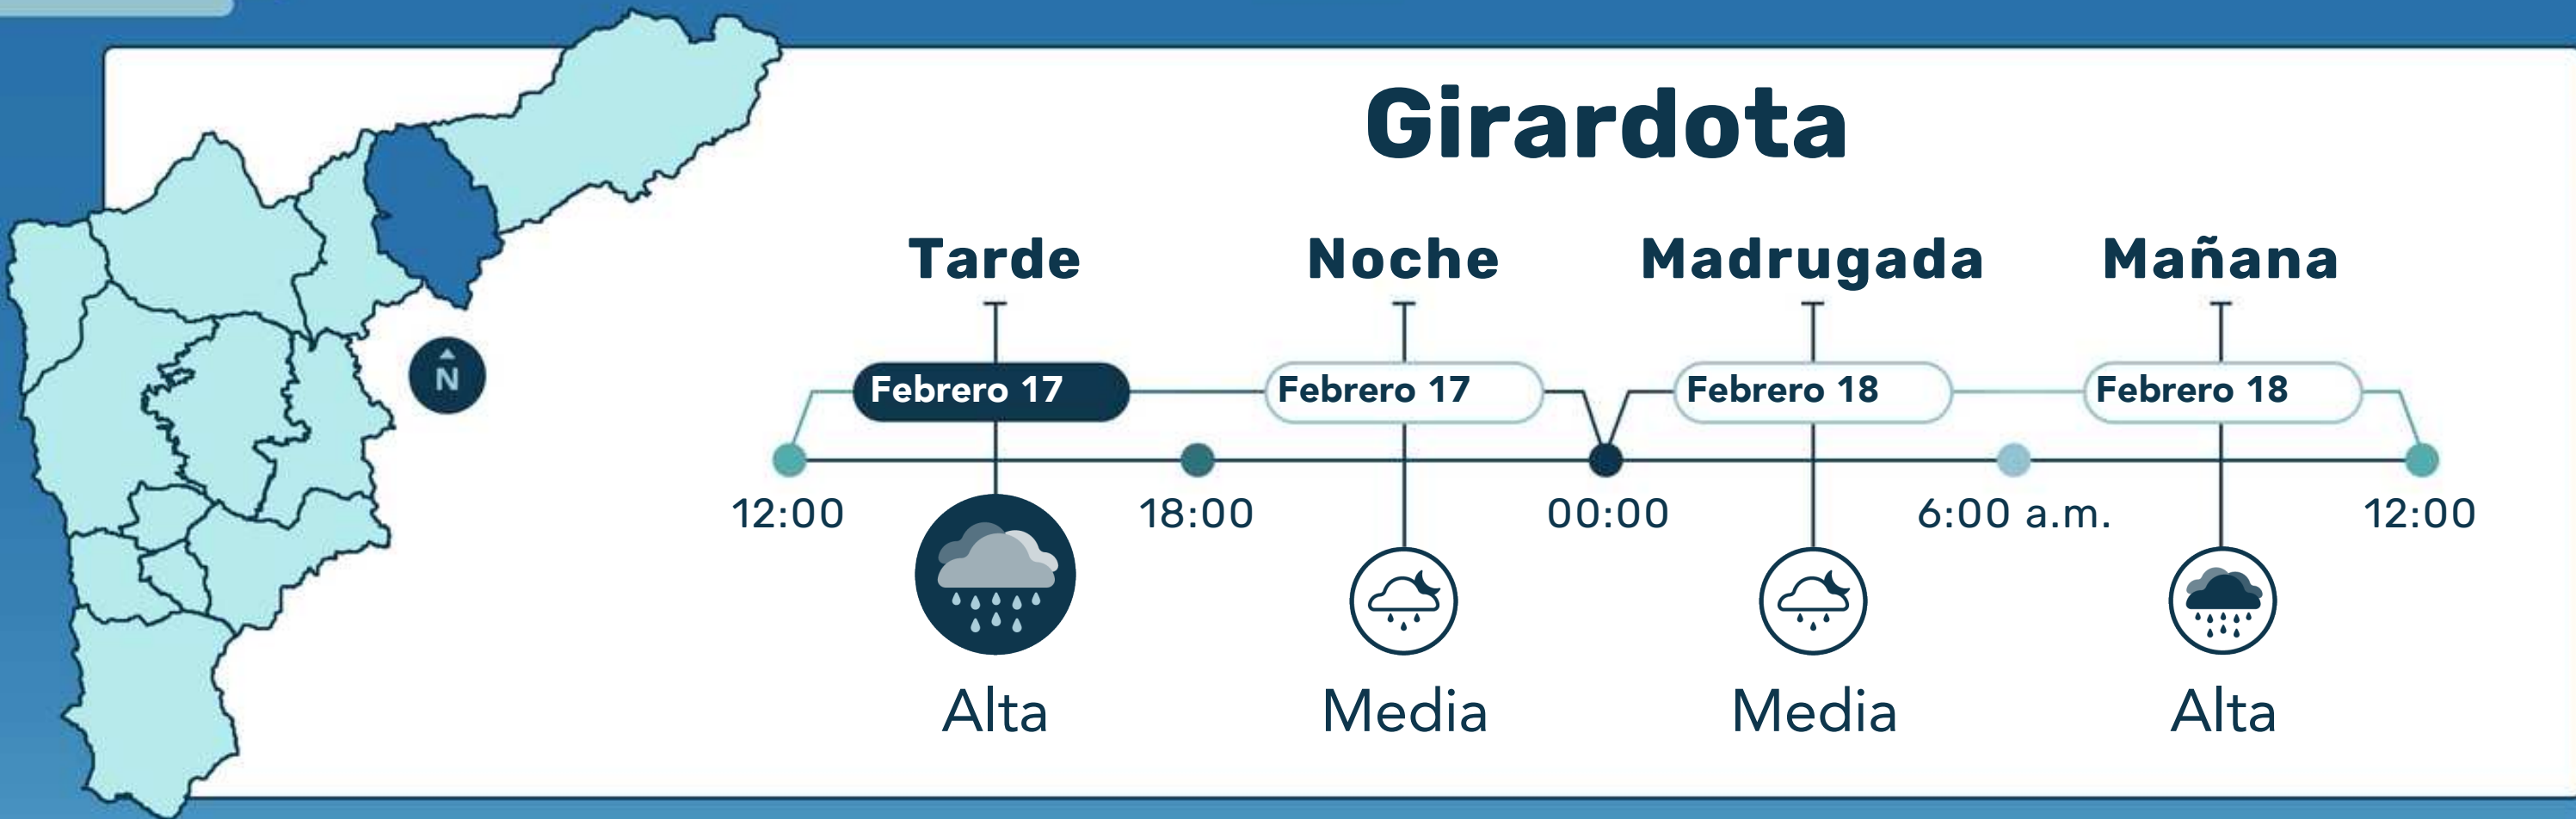 Girardota
Tarde Noche Madrugada Mañana
Febrero 17 Febrero 17 Febrero 18 Febrero 18
N
12:00 18:00 00:00 6:00 a.m. 12:00
Alta Media Media Alta